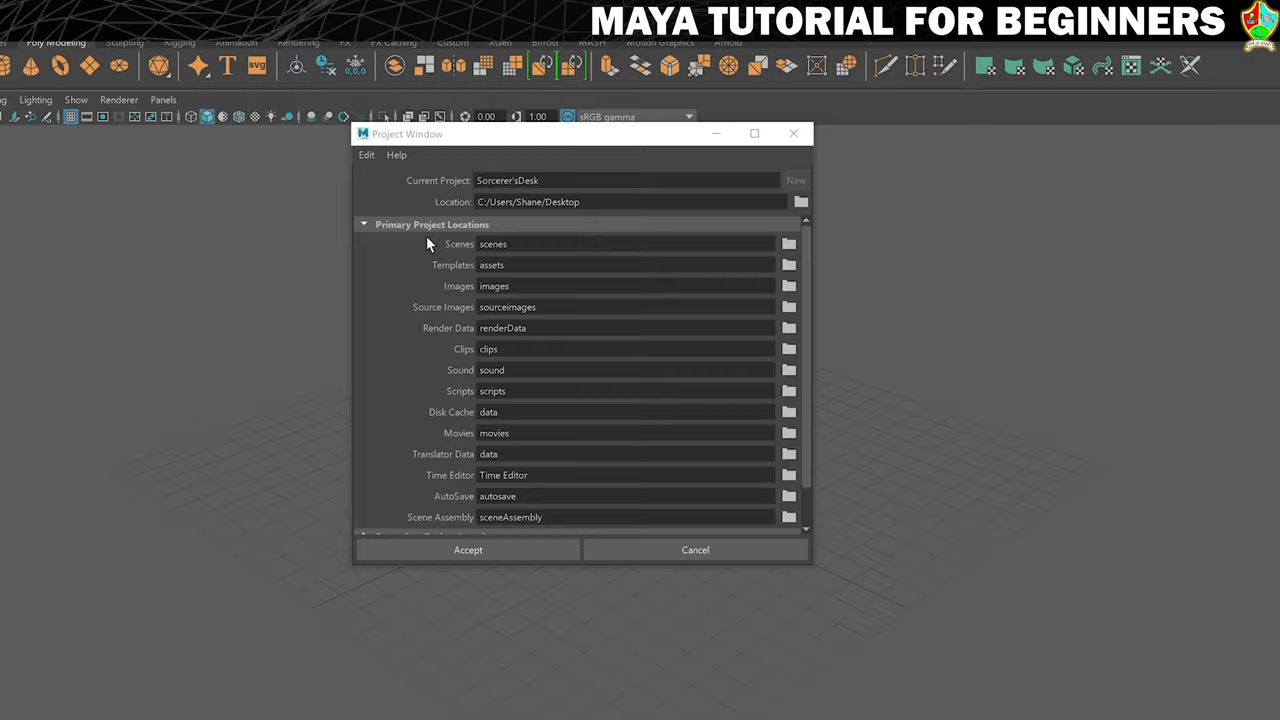 MAYA TUTORIAL FOR BEGINNERS
Poly Modeling Sculpting Rigging Animation Rendering FX FX Caching Custom XGen Bifrost MASH Motion Graphics Arnold
T SVG 0,0,0
Lighting Show Renderer Panels
0.00 1.00 sRGB gamma
M Project Window
Edit Help
Current Project: Sorcerer'sDesk New
Location: C:/Users/Shane/Desktop
Primary Project Locations
Scenes scenes
Templates assets
Images images
Source Images sourceimages
Render Data renderData
Clips clips
Sound sound
Scripts scripts
Disk Cache data
Movies movies
Translator Data data
Time Editor Time Editor
AutoSave autosave
Scene Assembly sceneAssembly
Accept Cancel